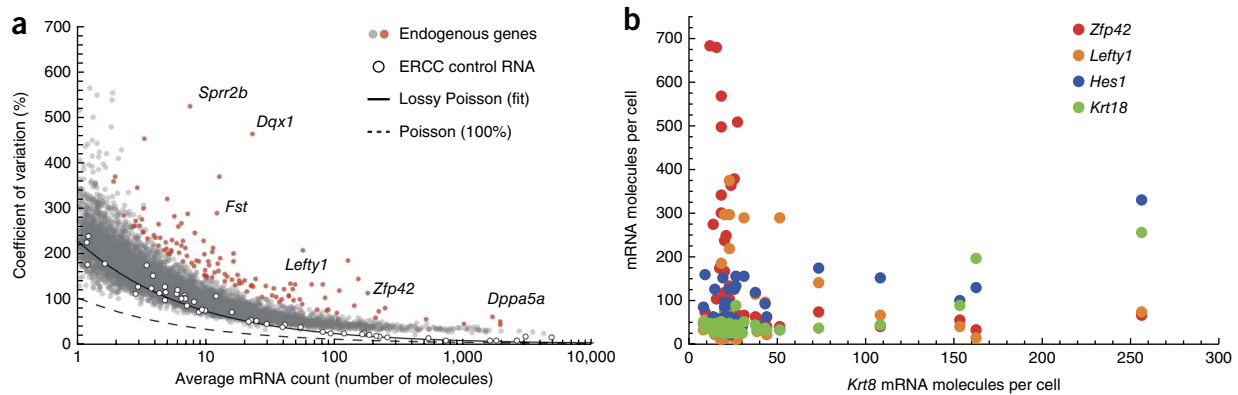 a
700
600
500
400
300
200
100
0
Coefficient of variation (%)
1
10
100
1,000
10,000
Average mRNA count (number of molecules)
Endogenous genes
ERCC control RNA
Lossy Poisson (fit)
Poisson (100%)
Sprr2b
Dqx1
Fst
Lefty1
Zfp42
Dppa5a
b
700
600
500
400
300
200
100
0
mRNA molecules per cell
0
50
100
150
200
250
300
Krt8 mRNA molecules per cell
Zfp42
Lefty1
Hes1
Krt18